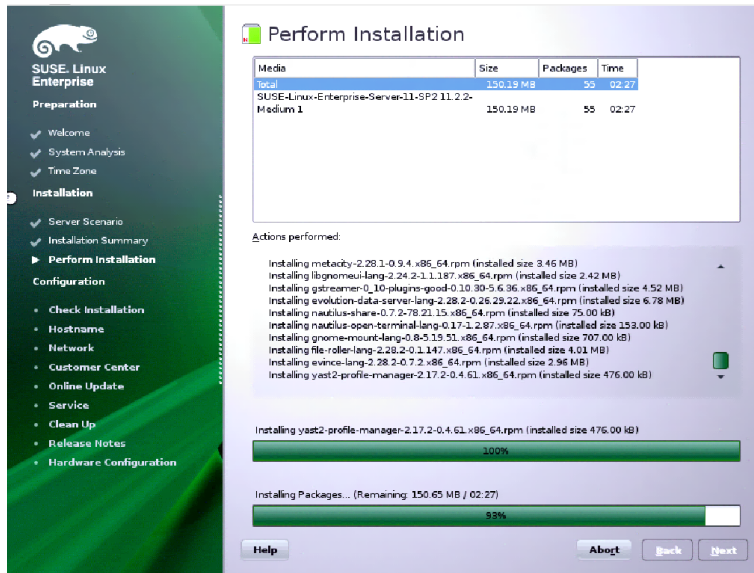 SUSE. Linux
Enterprise
Preparation
Welcome
System Analysis
Time Zone
Installation
Server Scenario
Installation Summary
Perform Installation
Configuration
Check Installation
Hostname
Network
Customer Center
Online Update
Service
Clean Up
Release Notes
Hardware Configuration
Perform Installation
Media Size Packages Time
Total 150.19 MB 55 02:27
SUSE-Linux-Enterprise-Server-11-SP2 11.2.2-
Medium 1 150.19 MB 55 02:27
Actions performed:
Installing metacity-2.28.1-0.9.4.x86_64.rpm (installed size 3.46 MB)
Installing libgnomeui-lang-2.24.2-1.1.187.x86_64.rpm (installed size 2.42 MB)
Installing gstreamer-0_10-plugins-good-0.10.30-5.6.36.x86_64.rpm (installed size 4.52 MB)
Installing evolution-data-server-lang-2.28.2-0.26.29.22.x86_64.rpm (installed size 6.78 MB)
Installing nautilus-share-0.7.2-78.21.15.x86_64.rpm (installed size 75.00 kB)
Installing nautilus-open-terminal-lang-0.17-1.2.87.x86_64.rpm (installed size 153.00 kB)
Installing gnome-mount-lang-0.8-5.19.51.x86_64.rpm (installed size 707.00 kB)
Installing file-roller-lang-2.28.2-0.1.147.x86_64.rpm (installed size 4.01 MB)
Installing evince-lang-2.28.2-0.7.2.x86_64.rpm (installed size 2.96 MB)
Installing yast2-profile-manager-2.17.2-0.4.61.x86_64.rpm (installed size 476.00 kB)
Installing yast2-profile-manager-2.17.2-0.4.61.x86_64.rpm (installed size 476.00 kB)
100%
Installing Packages... (Remaining: 150.65 MB / 02:27)
93%
Help Abort Back Next